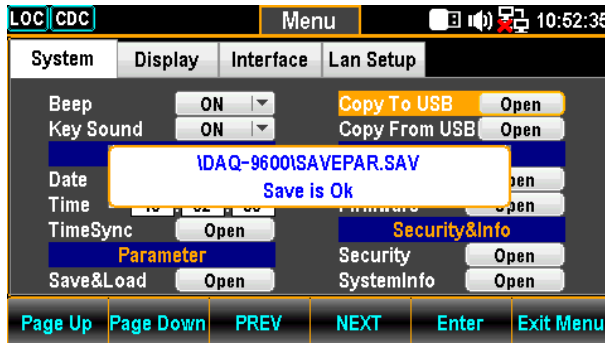 LOC CDC Menu 10:52:35
System Display Interface Lan Setup
Beep ON Copy To USB Open
Key Sound ON Copy From USB Open
\DAQ-9600\SAVEPAR.SAV
Save is Ok
Date
Time
TimeSync Open Security&Info
Parameter Security Open
Save&Load Open SystemInfo Open
Page Up Page Down PREV NEXT Enter Exit Menu